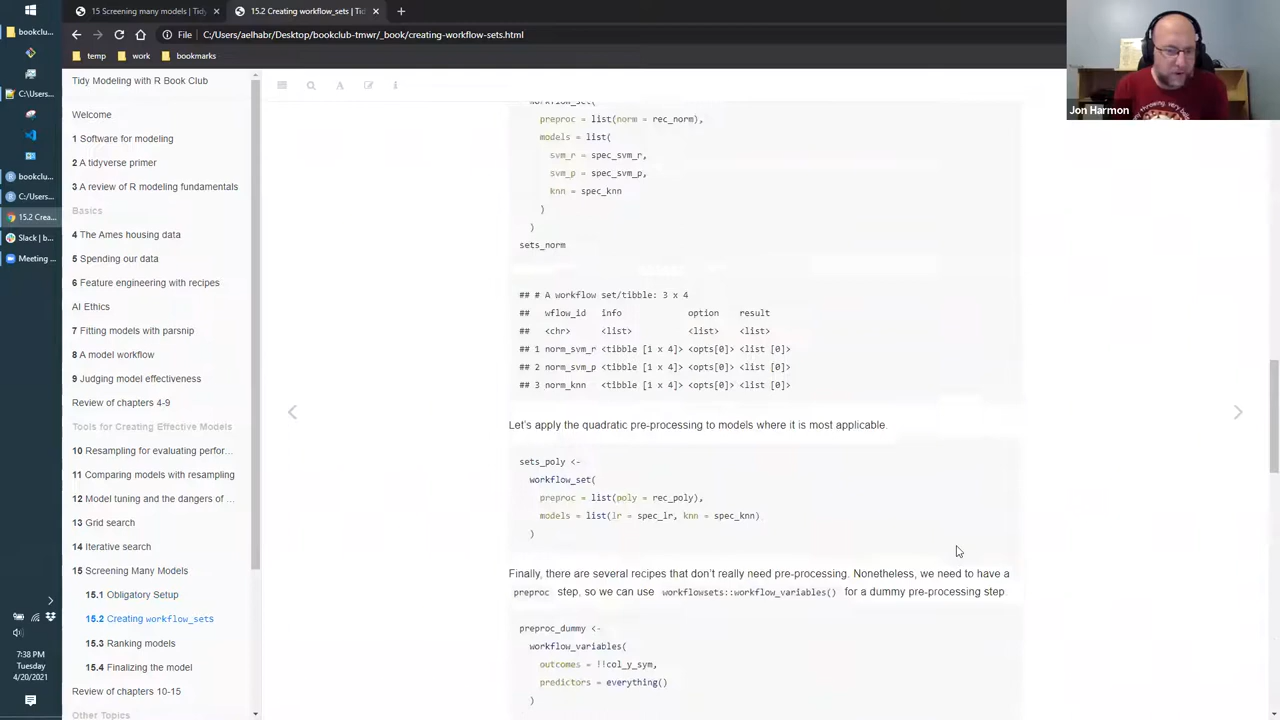 15 Screening many models | Tidy
15.2 Creating workflow_sets | Tid
File
C:/Users/aelhabr/Desktop/bookclub-tmwr/_book/creating-workflow-sets.html
temp
work
bookmarks
bookclu...
C:\Users...
bookclu...
C:/Users...
15.2 Crea...
Slack | b...
Meeting ...
7:38 PM
Tuesday
4/20/2021
Tidy Modeling with R Book Club
Welcome
1 Software for modeling
2 A tidyverse primer
3 A review of R modeling fundamentals
Basics
4 The Ames housing data
5 Spending our data
6 Feature engineering with recipes
AI Ethics
7 Fitting models with parsnip
8 A model workflow
9 Judging model effectiveness
Review of chapters 4-9
Tools for Creating Effective Models
10 Resampling for evaluating perfor...
11 Comparing models with resampling
12 Model tuning and the dangers of ...
13 Grid search
14 Iterative search
15 Screening Many Models
15.1 Obligatory Setup
15.2 Creating workflow_sets
15.3 Ranking models
15.4 Finalizing the model
Review of chapters 10-15
Other Topics
workflow_set(
preproc = list(norm = rec_norm),
models = list(
svm_r = spec_svm_r,
svm_p = spec_svm_p,
knn = spec_knn
)
)
sets_norm
## # A workflow set/tibble: 3 x 4
## wflow_id info option result
## <chr> <list> <list> <list>
## 1 norm_svm_r <tibble [1 x 4]> <opts[0]> <list [0]>
## 2 norm_svm_p <tibble [1 x 4]> <opts[0]> <list [0]>
## 3 norm_knn <tibble [1 x 4]> <opts[0]> <list [0]>
Let's apply the quadratic pre-processing to models where it is most applicable.
sets_poly <-
workflow_set(
preproc = list(poly = rec_poly),
models = list(lr = spec_lr, knn = spec_knn)
)
Finally, there are several recipes that don't really need pre-processing. Nonetheless, we need to have a
preproc step, so we can use workflowsets::workflow_variables() for a dummy pre-processing step
preproc_dummy <-
workflow_variables(
outcomes = !!col_y_sym,
predictors = everything()
)
Jon Harmon